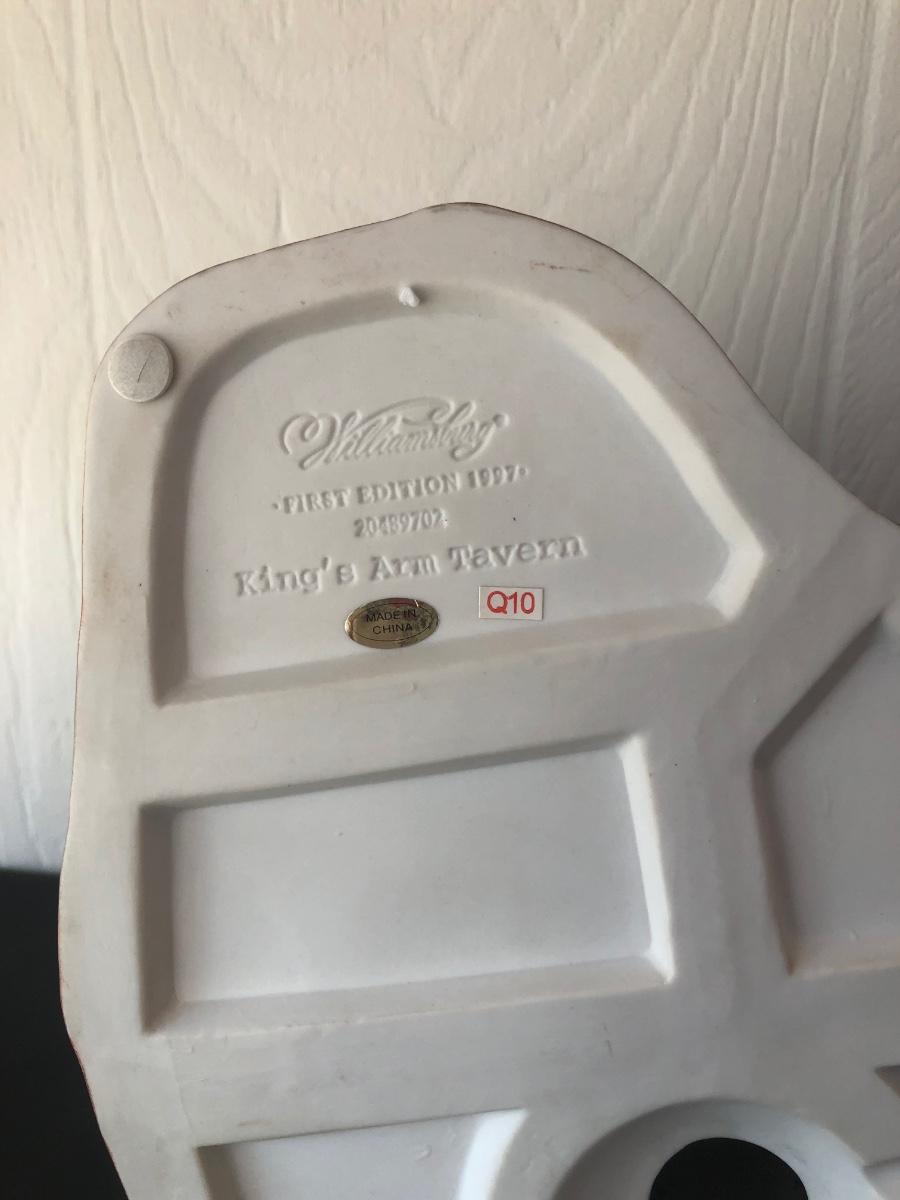 Williamsburg®
·FIRST EDITION 1997·
20489702
King's Arm Tavern
MADE IN
CHINA
Q10